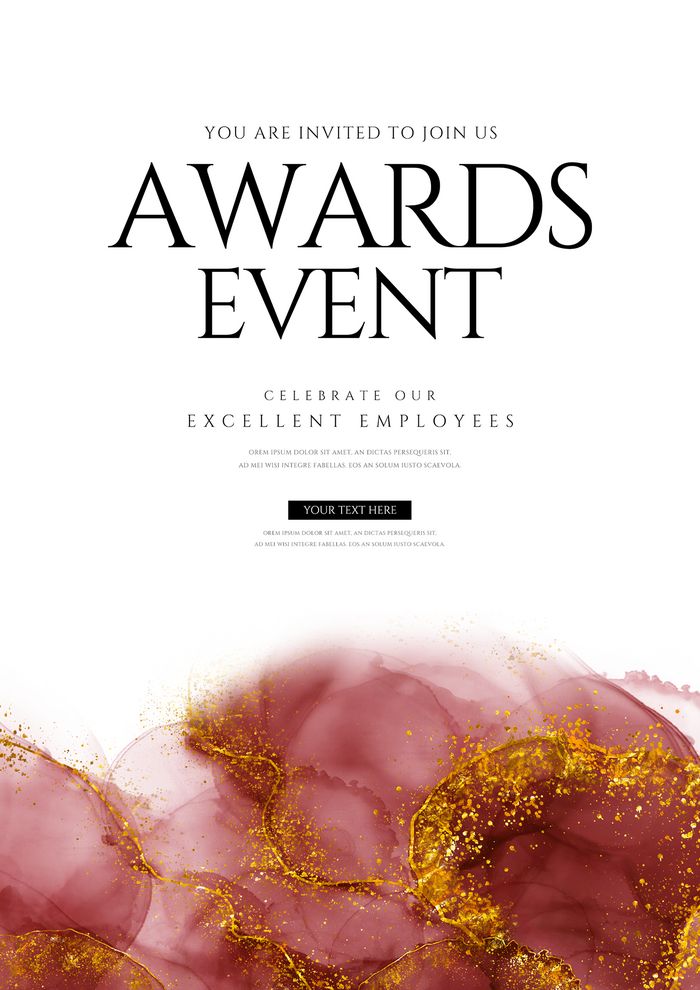 YOU ARE INVITED TO JOIN US
AWARDS
EVENT
CELEBRATE OUR
EXCELLENT EMPLOYEES
OREM IPSUM DOLOR SIT AMET, AN DICTAS PERSEQUERIS SIT,
AD MEI WISI INTEGRE FABELLAS. EOS AN SOLUM IUSTO SCAEVOLA.
YOUR TEXT HERE
OREM IPSUM DOLOR SIT AMET, AN DICTAS PERSEQUERIS SIT,
AD MEI WISI INTEGRE FABELLAS. EOS AN SOLUM IUSTO SCAEVOLA.